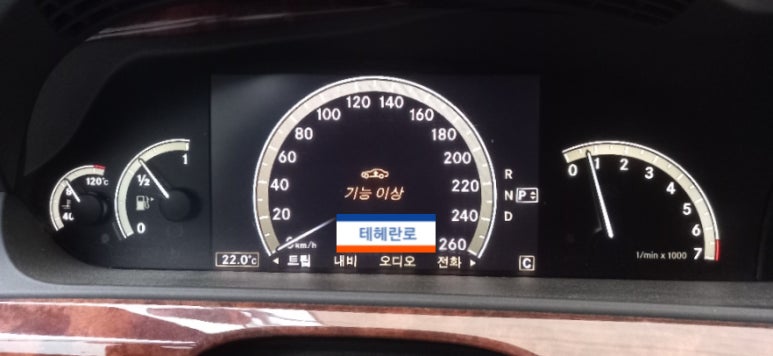 120 140
100 160
80 180
60 200
40 220
20 240
0 km/h 260
기능 이상
테헤란로
120℃
40
1
½
0
R
N P
D
22.0℃
트립 내비 오디오 전화
C
0 1 2 3 4 5 6 7
1/min x 1000